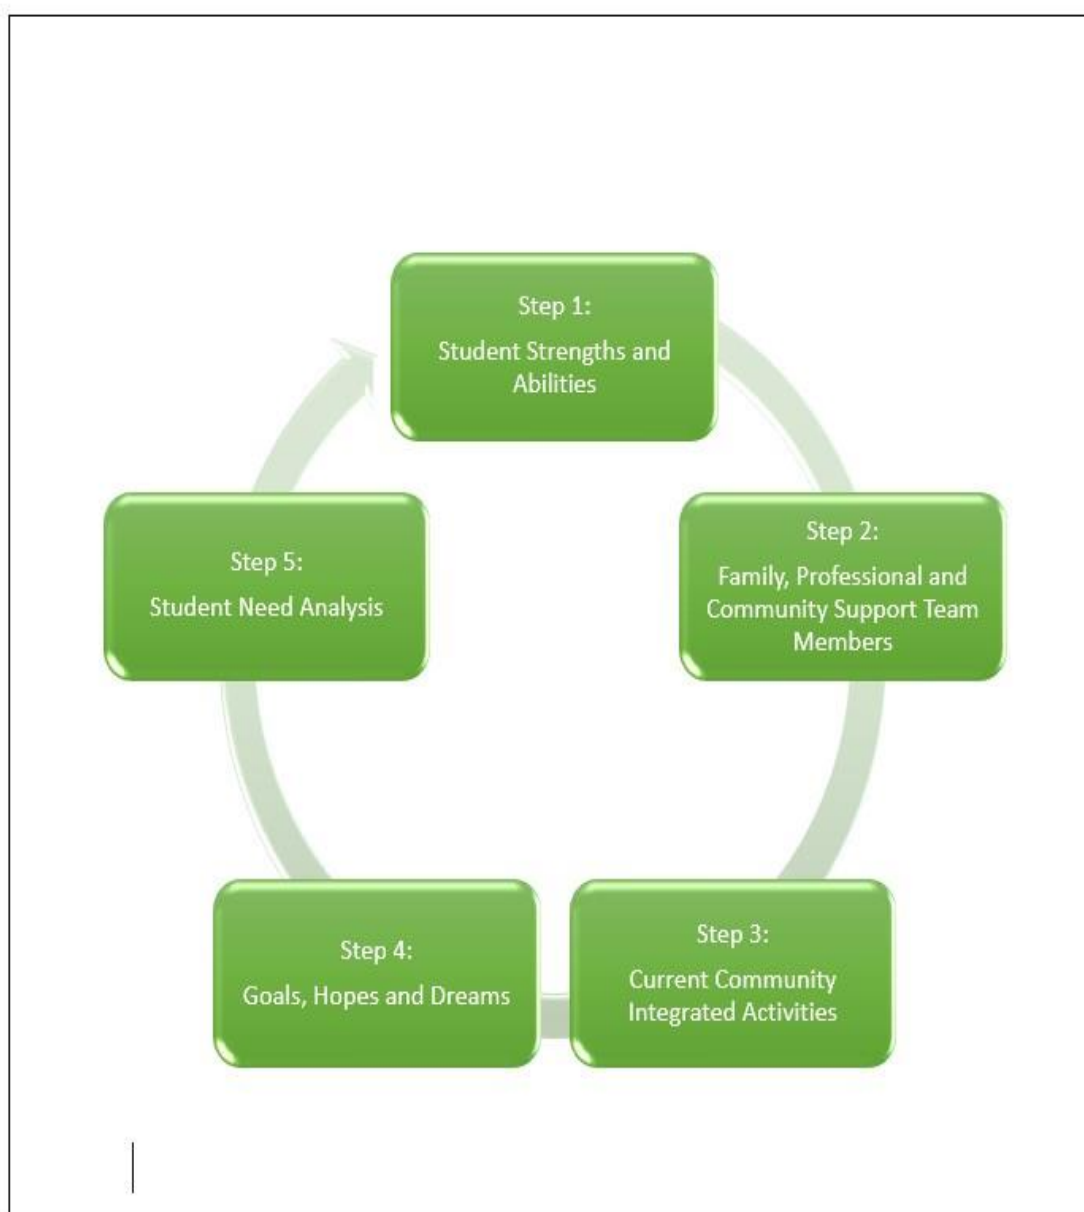 Step 1:
Student Strengths and
Abilities
Step 2:
Family, Professional and
Community Support Team
Members
Step 3:
Current Community
Integrated Activities
Step 4:
Goals, Hopes and Dreams
Step 5:
Student Need Analysis